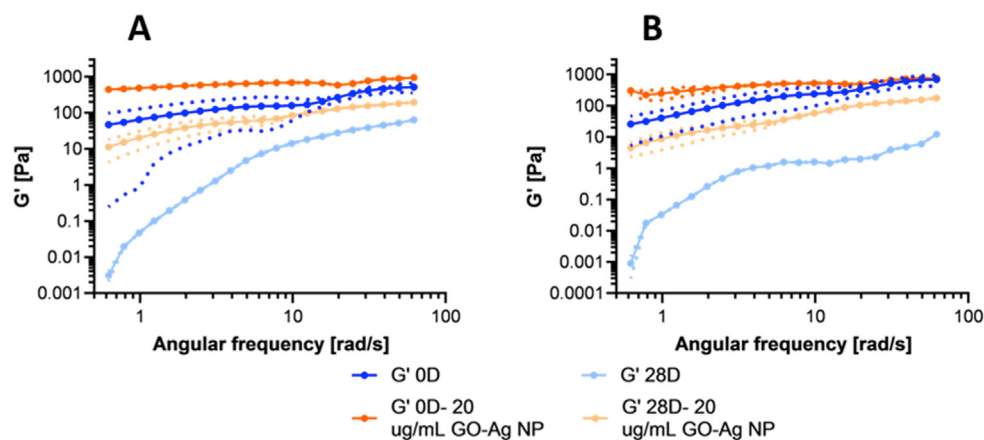 A
B
1000
100
10
1
0.1
0.01
0.001
G' [Pa]
1
10
100
Angular frequency [rad/s]
1000
100
10
1
0.1
0.01
0.001
0.0001
G' [Pa]
1
10
100
Angular frequency [rad/s]
G' 0D
G' 28D
G' 0D- 20
ug/mL GO-Ag NP
G' 28D- 20
ug/mL GO-Ag NP